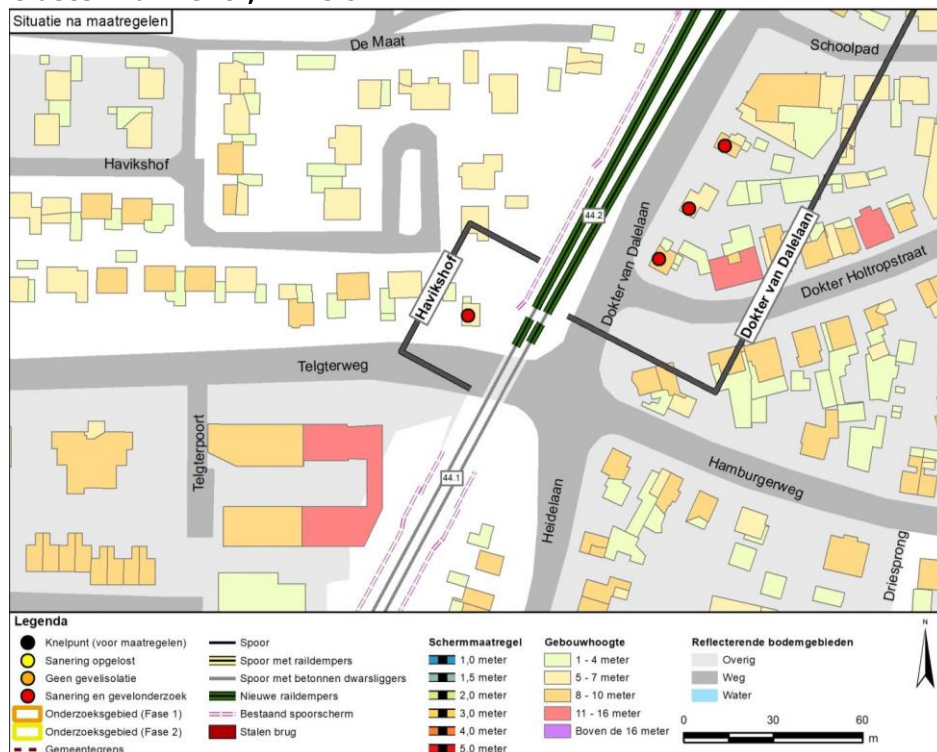 Situatie na maatregelen
De Maat
Schoolpad
Havikshof
44.2
Dokter van Dalelaan
Dokter van Dalelaan
Havikshof
Dokter Holtropstraat
Telgterweg
Telgterpoort
44.1
Hamburgerweg
Heidelaan
Driesprong
Legenda
Knelpunt (voor maatregelen)
Sanering opgelost
Geen gevelisolatie
Sanering en gevelonderzoek
Onderzoeksgebied (Fase 1)
Onderzoeksgebied (Fase 2)
Gemeentegrens
Spoor
Spoor met raildempers
Spoor met betonnen dwarsliggers
Nieuwe raildempers
Bestaand spoorscherm
Stalen brug
Schermmaatregel
1,0 meter
1,5 meter
2,0 meter
3,0 meter
4,0 meter
5,0 meter
Gebouwhoogte
1 - 4 meter
5 - 7 meter
8 - 10 meter
11 - 16 meter
Boven de 16 meter
Reflecterende bodemgebieden
Overig
Weg
Water
N
0 30 60
m